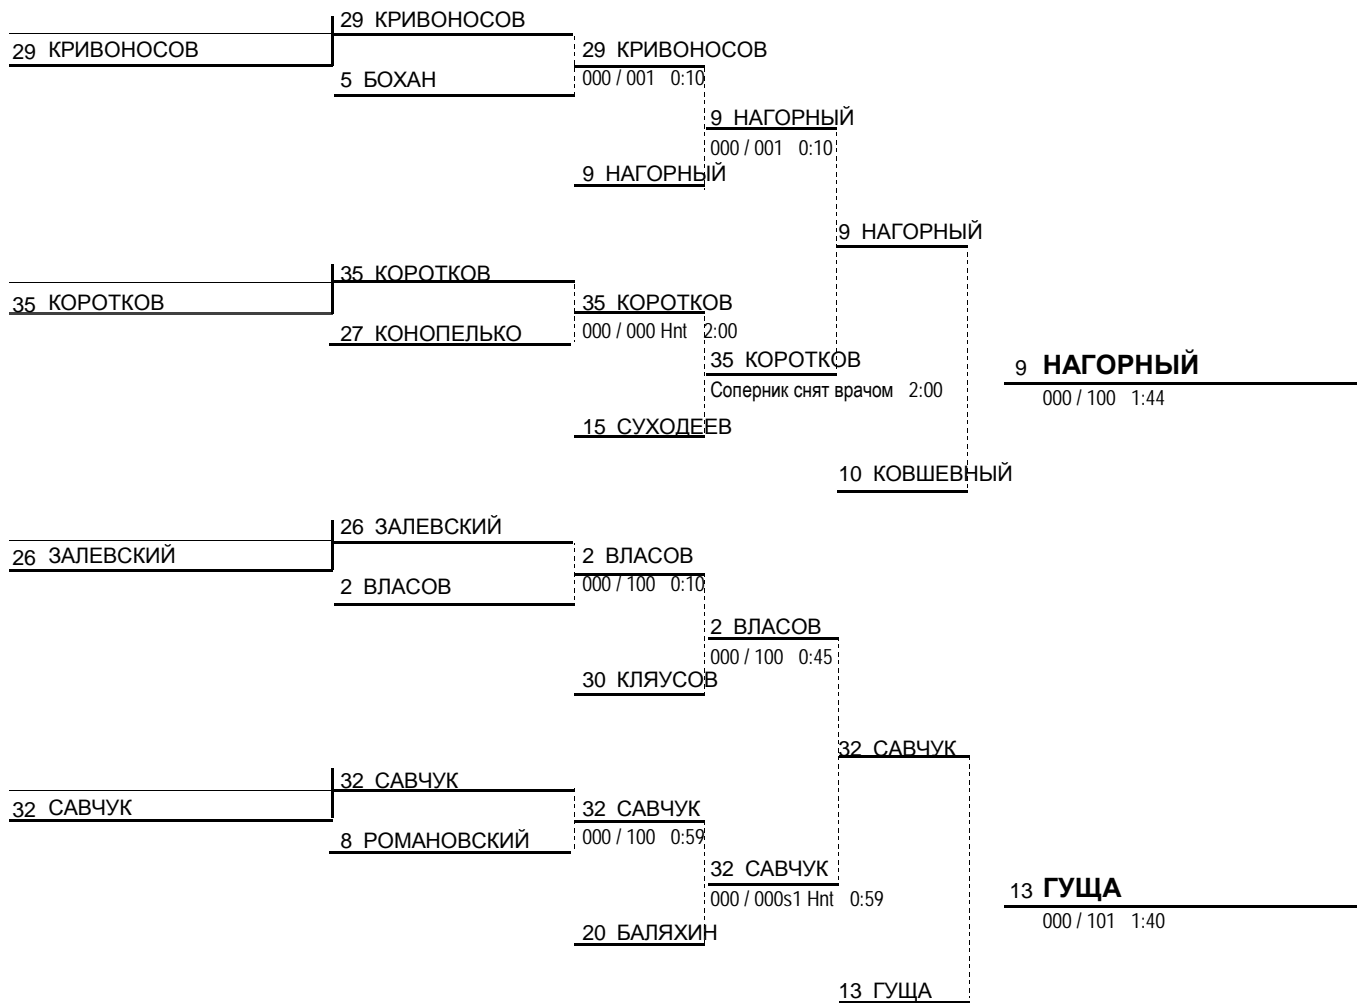 29 КРИВОНОСОВ
29 КРИВОНОСОВ
29 КРИВОНОСОВ
5 БОХАН
000 / 001 0:10
9 НАГОРНЫЙ
000 / 001 0:10
9 НАГОРНЫЙ
9 НАГОРНЫЙ
35 КОРОТКОВ
35 КОРОТКОВ
35 КОРОТКОВ
27 КОНОПЕЛЬКО
000 / 000 Hnt 2:00
35 КОРОТКОВ
9 НАГОРНЫЙ
Соперник снят врачом 2:00
000 / 100 1:44
15 СУХОДЕЕВ
10 КОВШЕВНЫЙ
26 ЗАЛЕВСКИЙ
26 ЗАЛЕВСКИЙ
2 ВЛАСОВ
2 ВЛАСОВ
000 / 100 0:10
2 ВЛАСОВ
000 / 100 0:45
30 КЛЯУСОВ
32 САВЧУК
32 САВЧУК
32 САВЧУК
32 САВЧУК
8 РОМАНОВСКИЙ
000 / 100 0:59
32 САВЧУК
000 / 000s1 Hnt 0:59
13 ГУЩА
000 / 101 1:40
20 БАЛЯХИН
13 ГУЩА